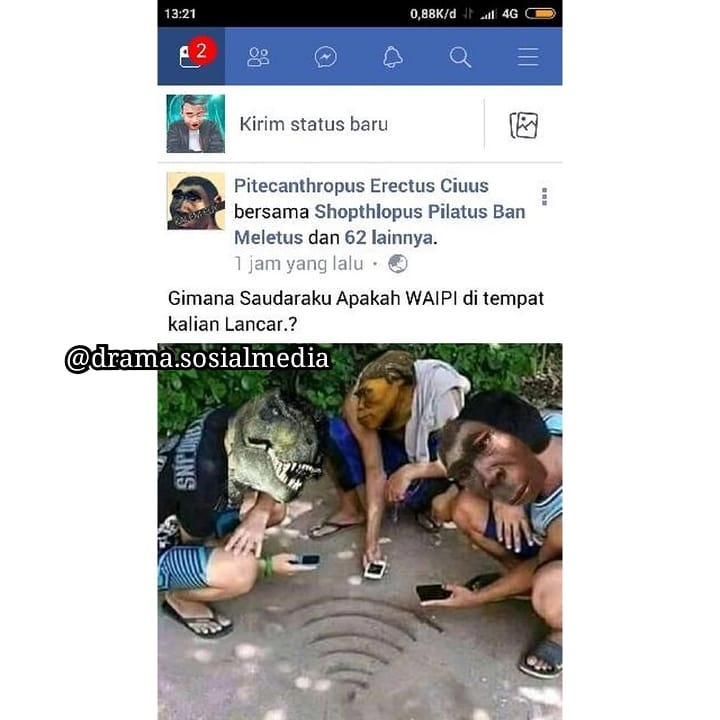 13:21 0,88K/d 4G
2
Kirim status baru
Pitecanthropus Erectus Ciuus
bersama Shopthlopus Pilatus Ban
Meletus dan 62 lainnya.
1 jam yang lalu
Gimana Saudaraku Apakah WAIPI di tempat
kalian Lancar.?
@drama.sosialmedia